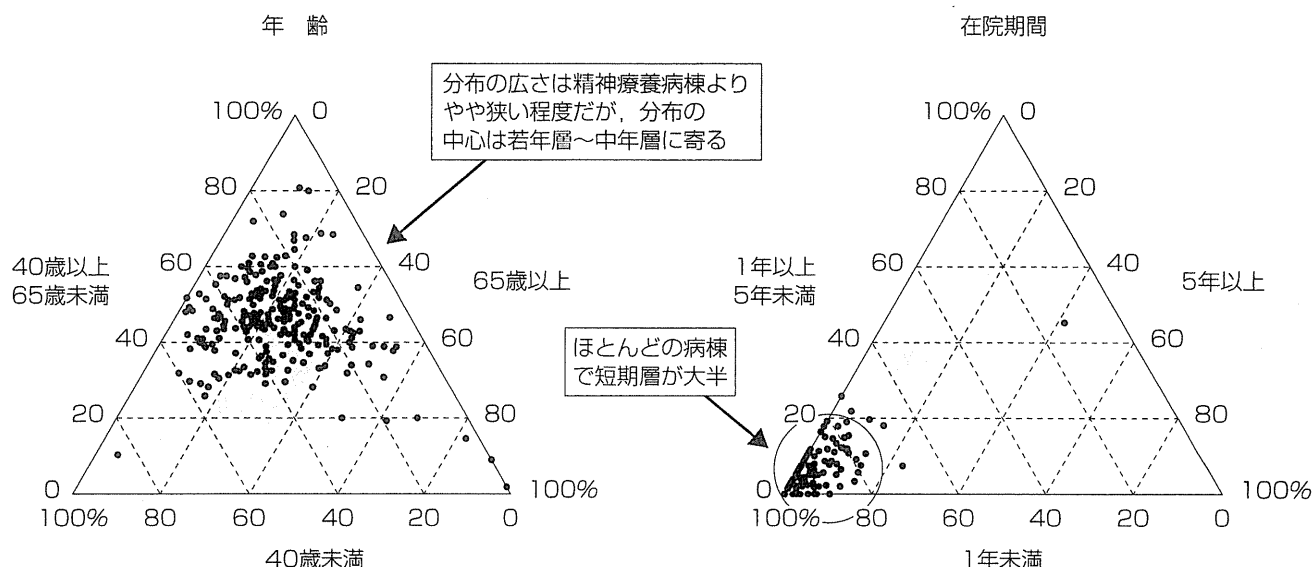 年 齢
分布の広さは精神療養病棟より
やや狭い程度だが，分布の
中心は若年層～中年層に寄る
100% 0
80 20
60 40
40歳以上
65歳未満
65歳以上
40 60
20 80
0 100%
100% 80 60 40 20 0
40歳未満
在院期間
100% 0
80 20
60 40
1年以上
5年未満
5年以上
ほとんどの病棟
で短期層が大半
40 60
20 80
0 100%
100% 80 60 40 20 0
1年未満